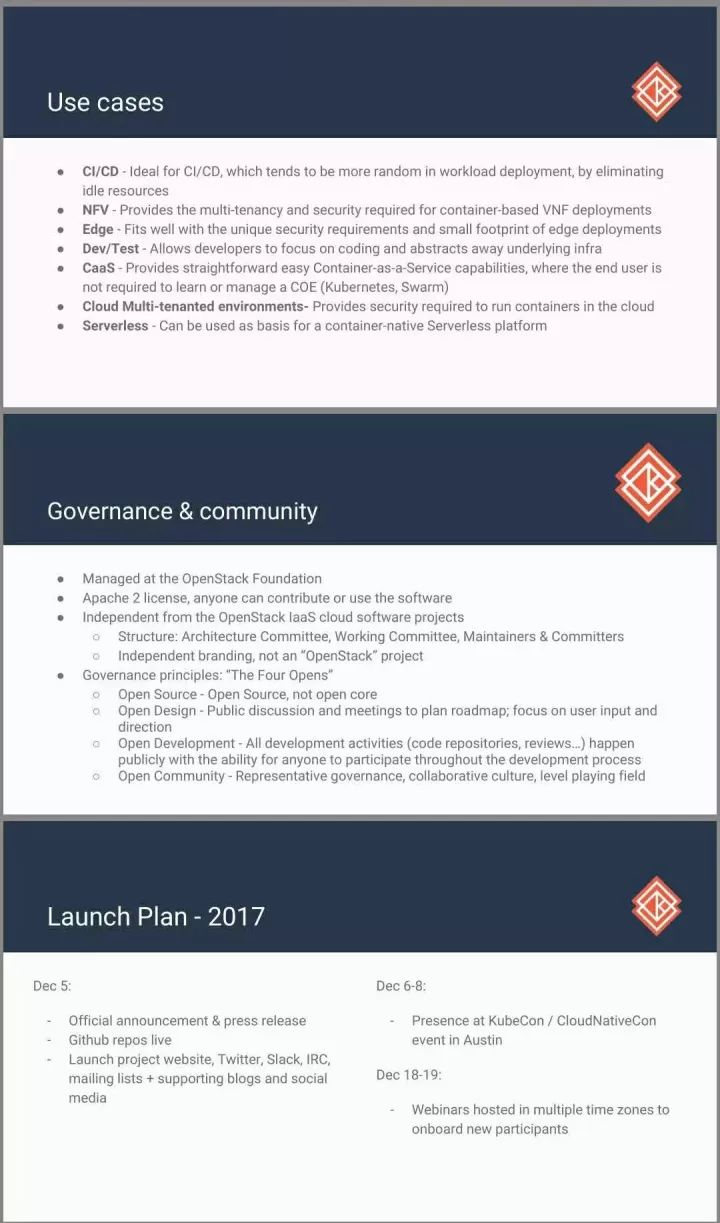 Use cases
● CI/CD - Ideal for CI/CD, which tends to be more random in workload deployment, by eliminating
idle resources
● NFV - Provides the multi-tenancy and security required for container-based VNF deployments
● Edge - Fits well with the unique security requirements and small footprint of edge deployments
● Dev/Test - Allows developers to focus on coding and abstracts away underlying infra
● CaaS - Provides straightforward easy Container-as-a-Service capabilities, where the end user is
not required to learn or manage a COE (Kubernetes, Swarm)
● Cloud Multi-tenanted environments- Provides security required to run containers in the cloud
● Serverless - Can be used as basis for a container-native Serverless platform
Governance & community
● Managed at the OpenStack Foundation
● Apache 2 license, anyone can contribute or use the software
● Independent from the OpenStack IaaS cloud software projects
○ Structure: Architecture Committee, Working Committee, Maintainers & Committers
○ Independent branding, not an “OpenStack” project
● Governance principles: “The Four Opens”
○ Open Source - Open Source, not open core
○ Open Design - Public discussion and meetings to plan roadmap; focus on user input and
direction
○ Open Development - All development activities (code repositories, reviews…) happen
publicly with the ability for anyone to participate throughout the development process
○ Open Community - Representative governance, collaborative culture, level playing field
Launch Plan - 2017
Dec 5:
- Official announcement & press release
- Github repos live
- Launch project website, Twitter, Slack, IRC,
mailing lists + supporting blogs and social
media
Dec 6-8:
- Presence at KubeCon / CloudNativeCon
event in Austin
Dec 18-19:
- Webinars hosted in multiple time zones to
onboard new participants